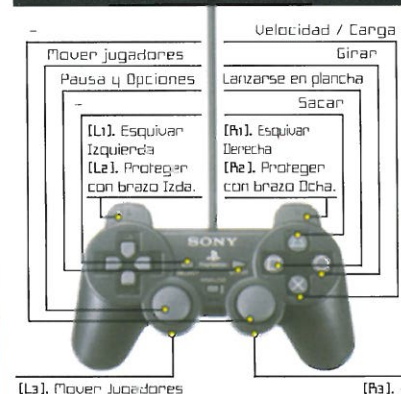 –
Velocidad / Carga
Mover jugadores
Girar
Pausa y Opciones
Lanzarse en plancha
–
Sacar
[L1]. Esquivar
Izquierda
[L2]. Proteger
con brazo Izda.
[R1]. Esquivar
Derecha
[R2]. Proteger
con brazo Dcha.
SONY
SELECT
[L3]. Mover Jugadores
[R3]. -